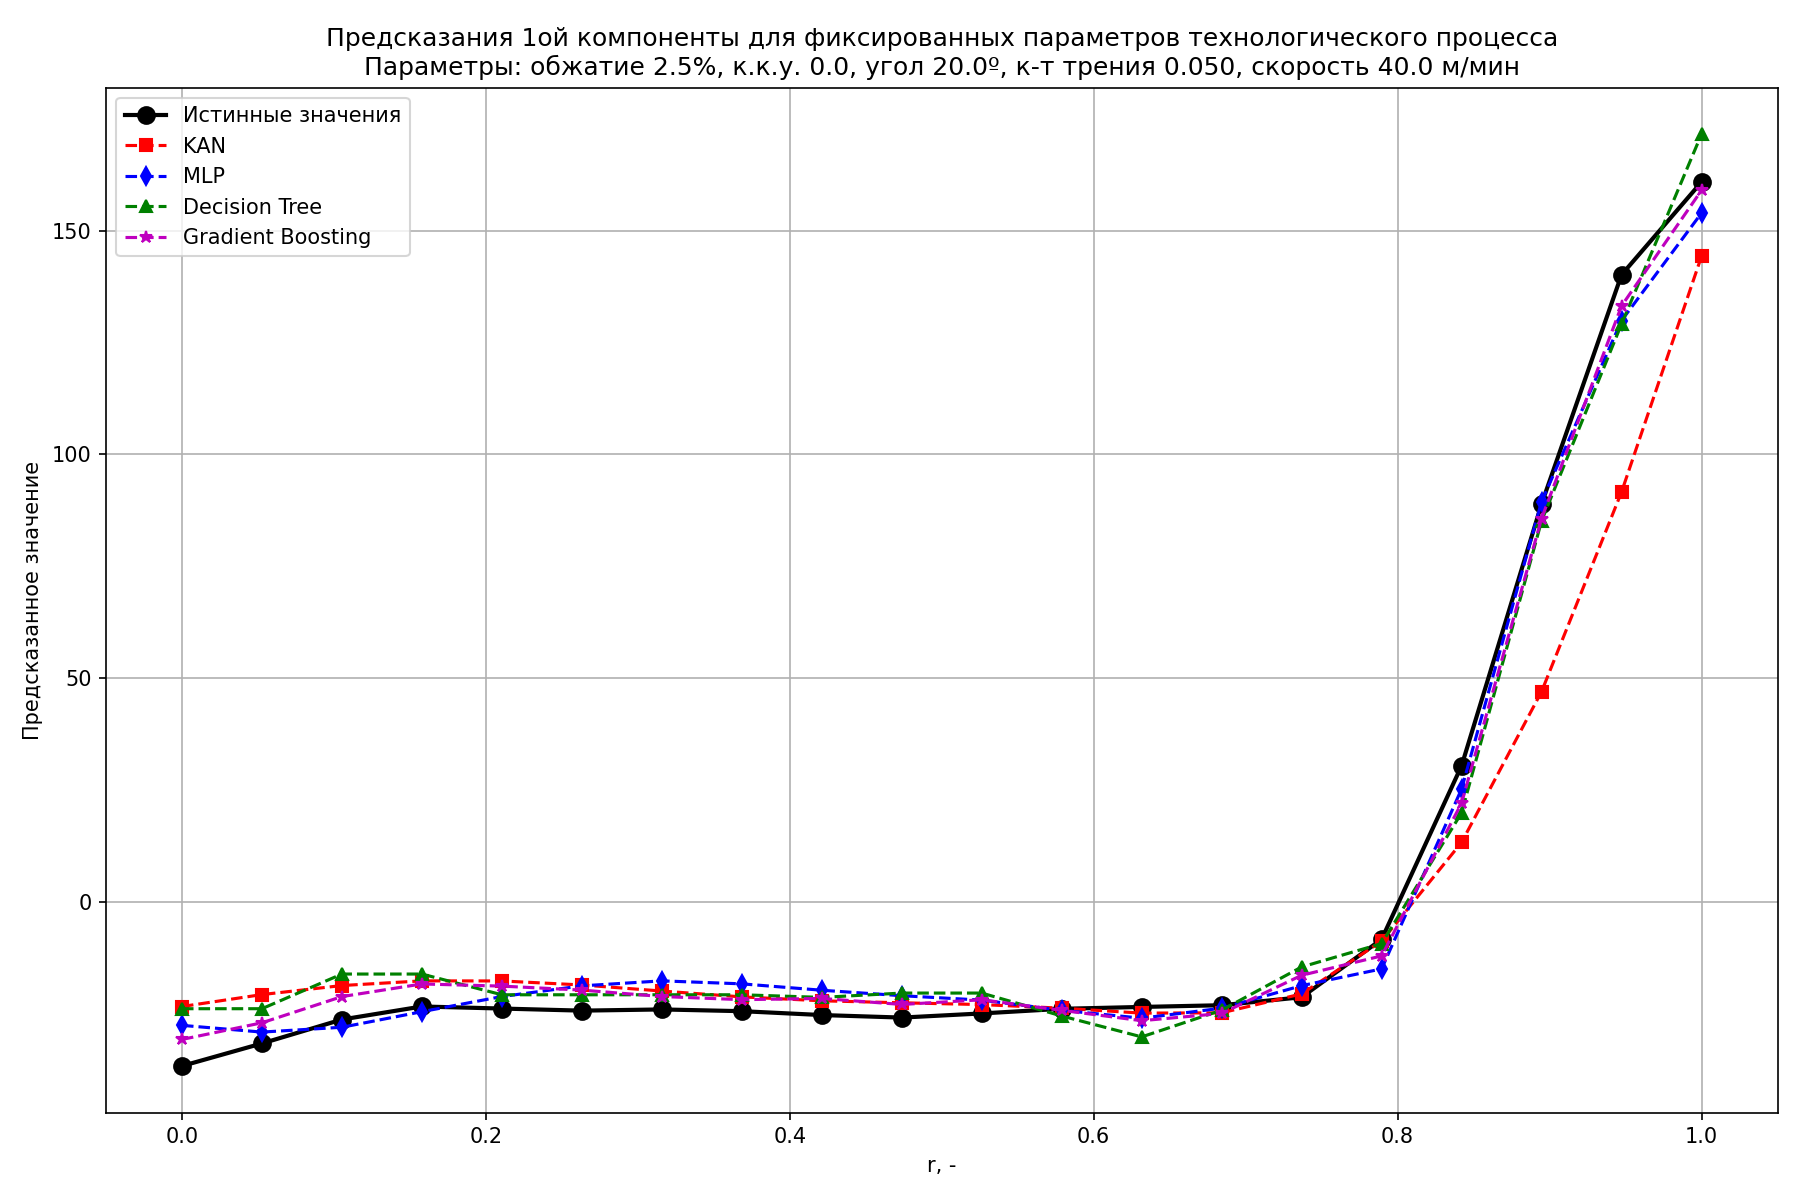 Предсказания 1ой компоненты для фиксированных параметров технологического процесса
Параметры: обжатие 2.5%, к.к.у. 0.0, угол 20.0º, к-т трения 0.050, скорость 40.0 м/мин
Истинные значения
KAN
MLP
Decision Tree
Gradient Boosting
Предсказанное значение
150
100
50
0
0.0
0.2
0.4
0.6
0.8
1.0
r, -